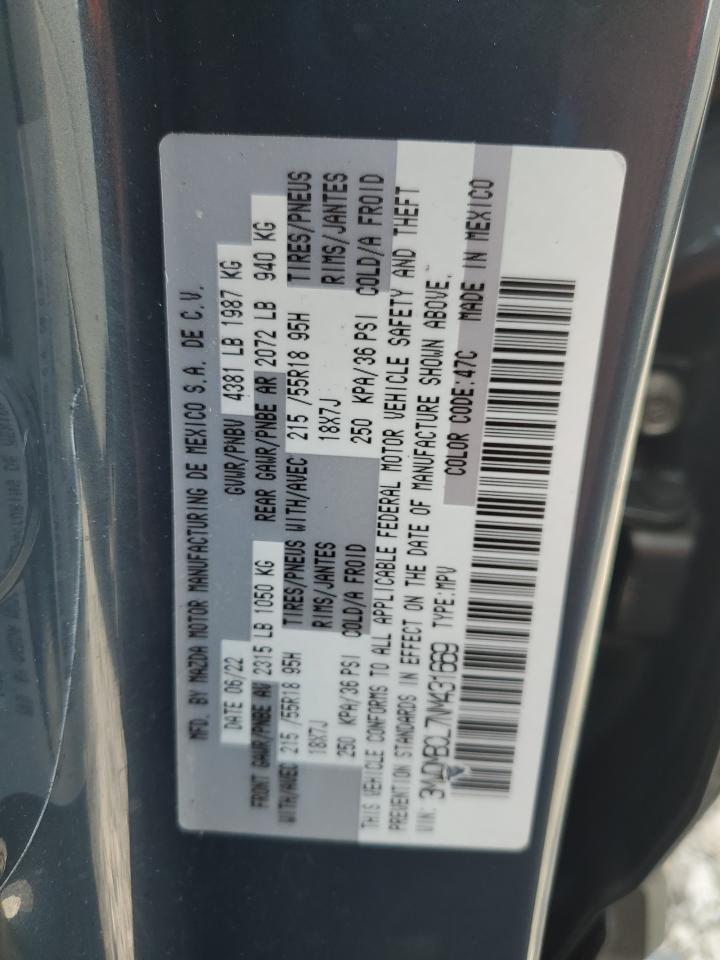 MFD. BY MAZDA MOTOR MANUFACTURING DE MEXICO S.A. DE C.V.
DATE 06/22 GVWR/PNBV 4381 LB 1987 KG
FRONT GAWR/PNBE AV 2315 LB 1050 KG REAR GAWR/PNBE AR 2072 LB 940 KG
WITH/AVEC 215 /55R18 95H TIRES/PNEUS WITH/AVEC 215 /55R18 95H TIRES/PNEUS
18X7J RIMS/JANTES 18X7J RIMS/JANTES
250 KPA/36 PSI COLD/A FROID 250 KPA/36 PSI COLD/A FROID
THIS VEHICLE CONFORMS TO ALL APPLICABLE FEDERAL MOTOR VEHICLE SAFETY AND THEFT
PREVENTION STANDARDS IN EFFECT ON THE DATE OF MANUFACTURE SHOWN ABOVE.
VIN: 3MVDMBCL7NM431669 TYPE:MPV COLOR CODE:47C MADE IN MEXICO